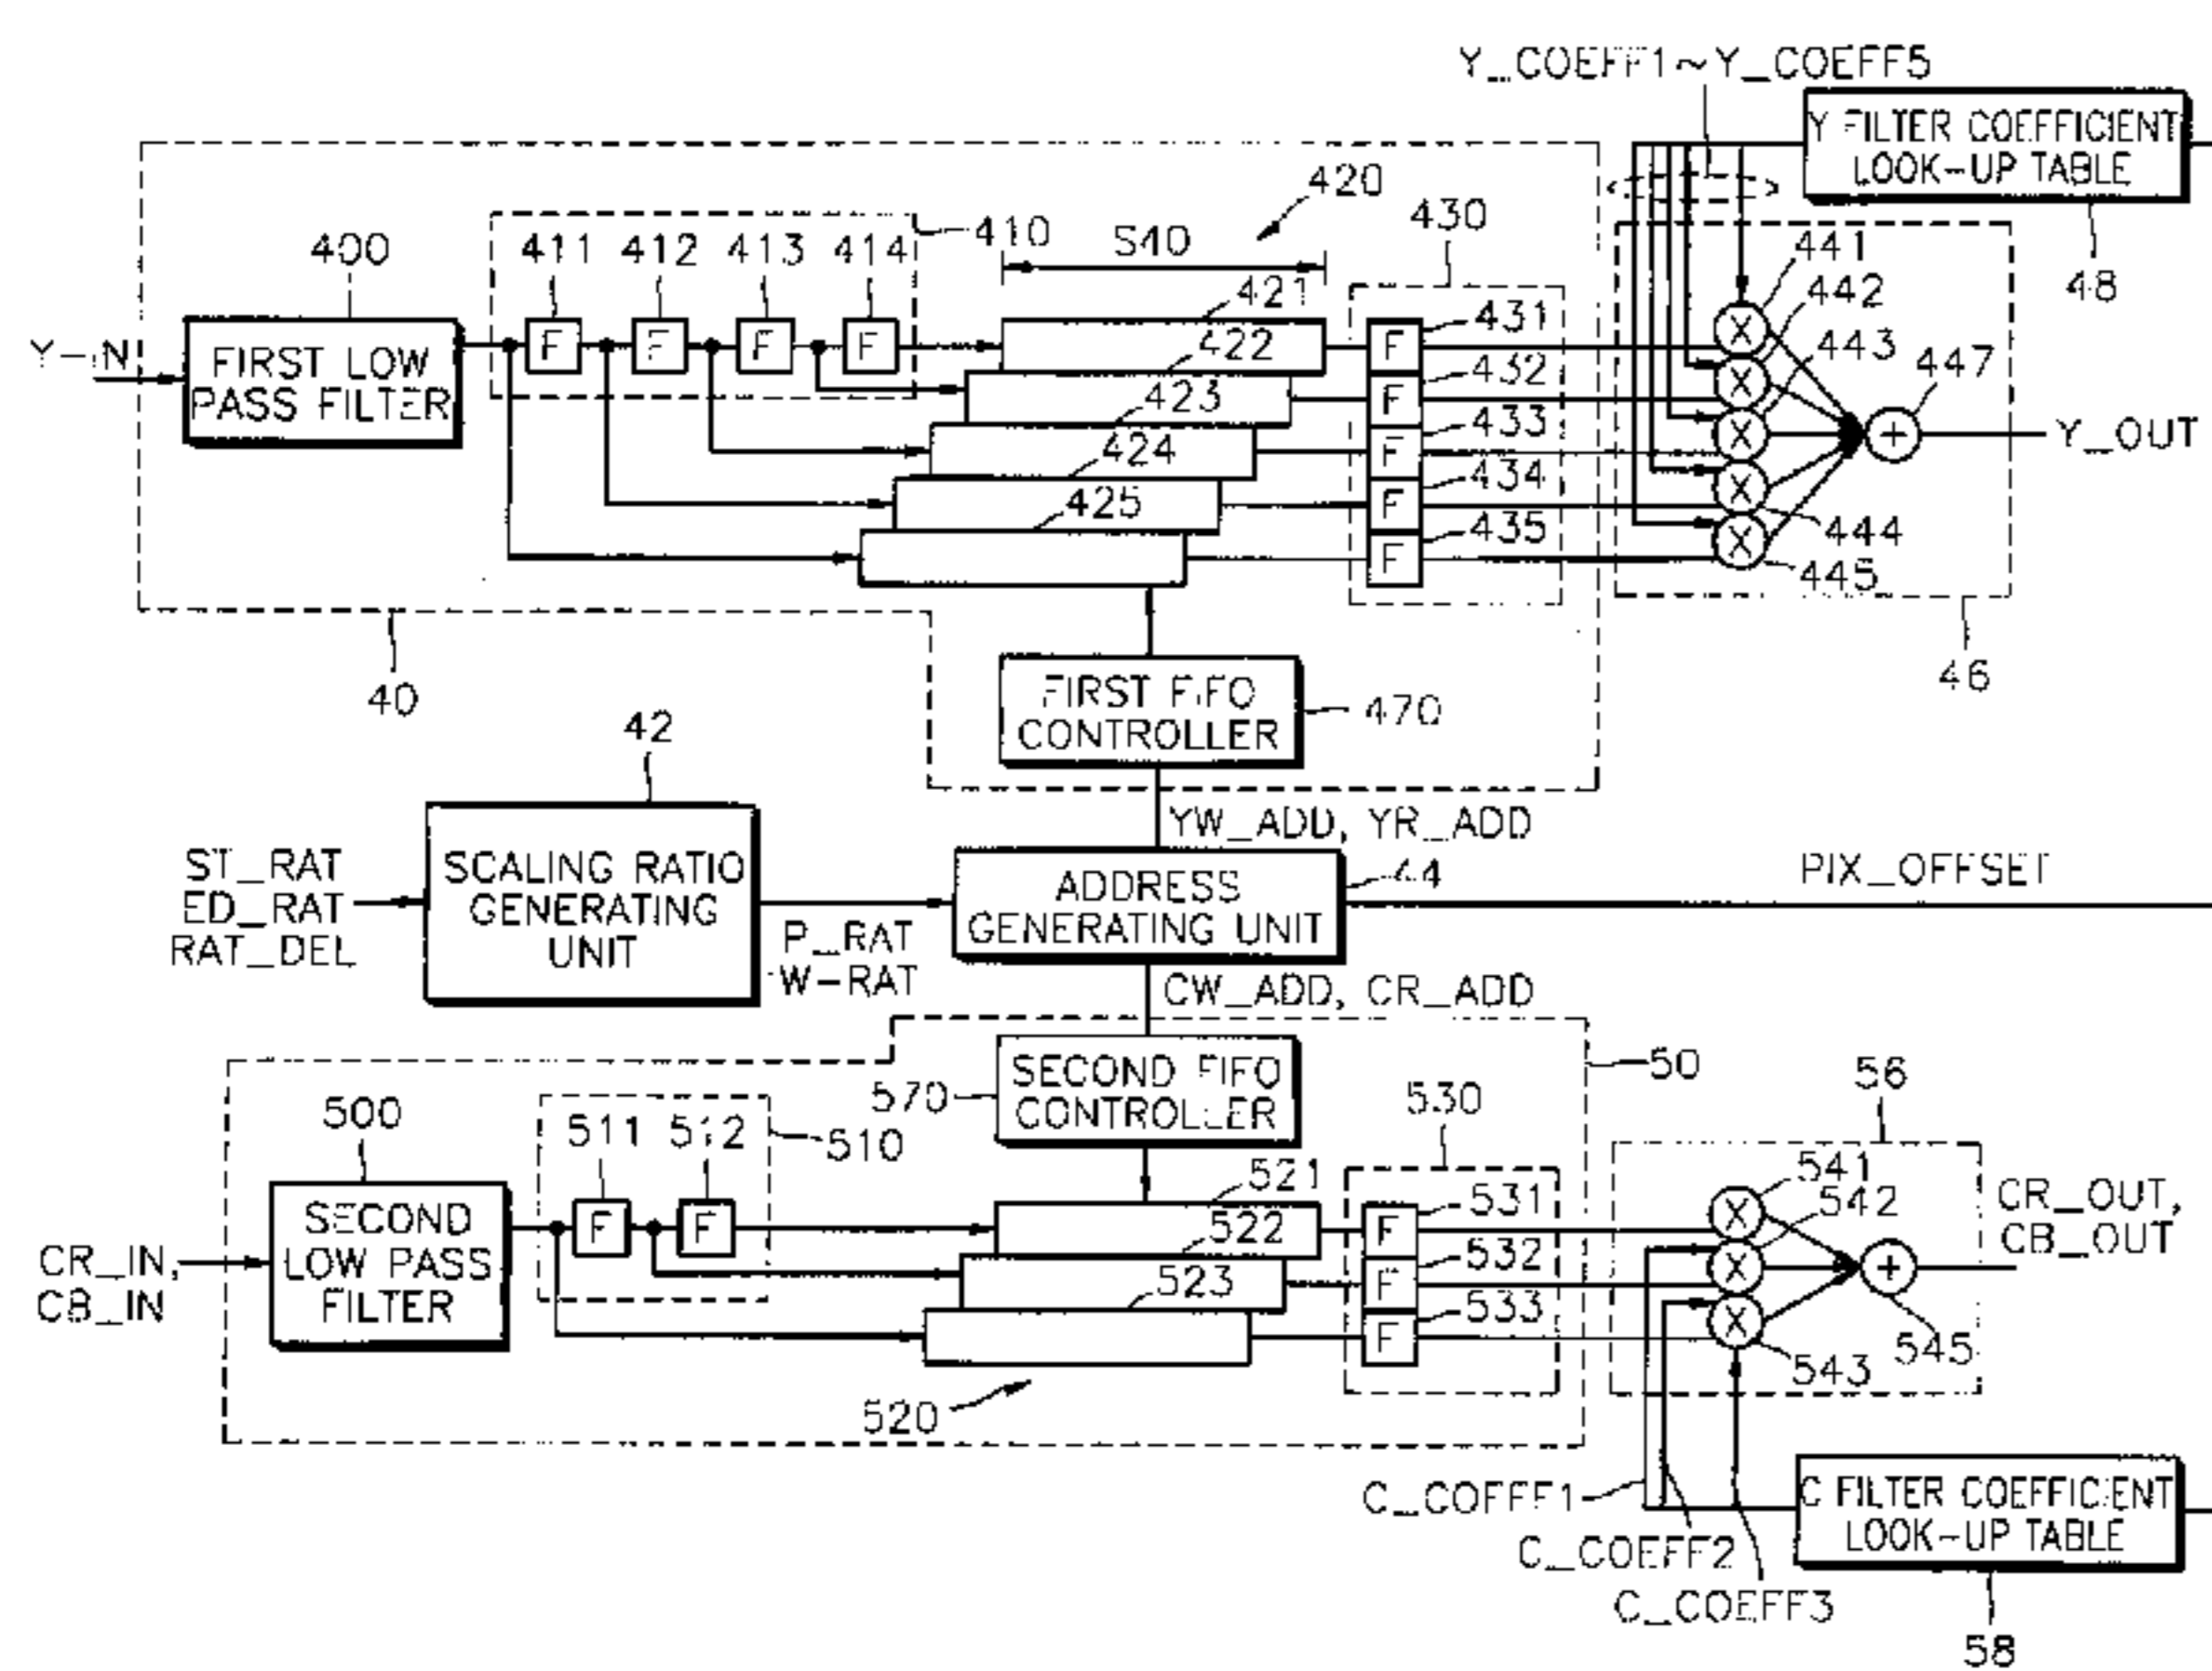 Y_COEFF1~Y_COEFF5
Y FILTER COEFFICIENT
LOOK-UP TABLE
48
420
410
S40
430
400
411
412
413
414
421
422
423
424
425
431
432
433
434
435
441
442
443
444
445
447
Y-IN
FIRST LOW
PASS FILTER
F
F
F
F
F
F
F
F
F
X
X
X
X
X
+
Y_OUT
46
40
FIRST FIFO
CONTROLLER
470
42
YW_ADD, YR_ADD
ST_RAT
ED_RAT
RAT_DEL
SCALING RATIO
GENERATING
UNIT
P_RAT
W-RAT
ADDRESS
GENERATING UNIT
44
PIX_OFFSET
CW_ADD, CR_ADD
SECOND FIFO
CONTROLLER
570
50
56
530
500
511
512
510
521
522
523
531
532
533
541
542
543
545
CR_IN,
CB_IN
SECOND
LOW PASS
FILTER
F
F
F
F
F
X
X
X
+
CR_OUT,
CB_OUT
520
C_COFFF1
C_COEFF2
C_COEFF3
C FILTER COEFFICIENT
LOOK-UP TABLE
58